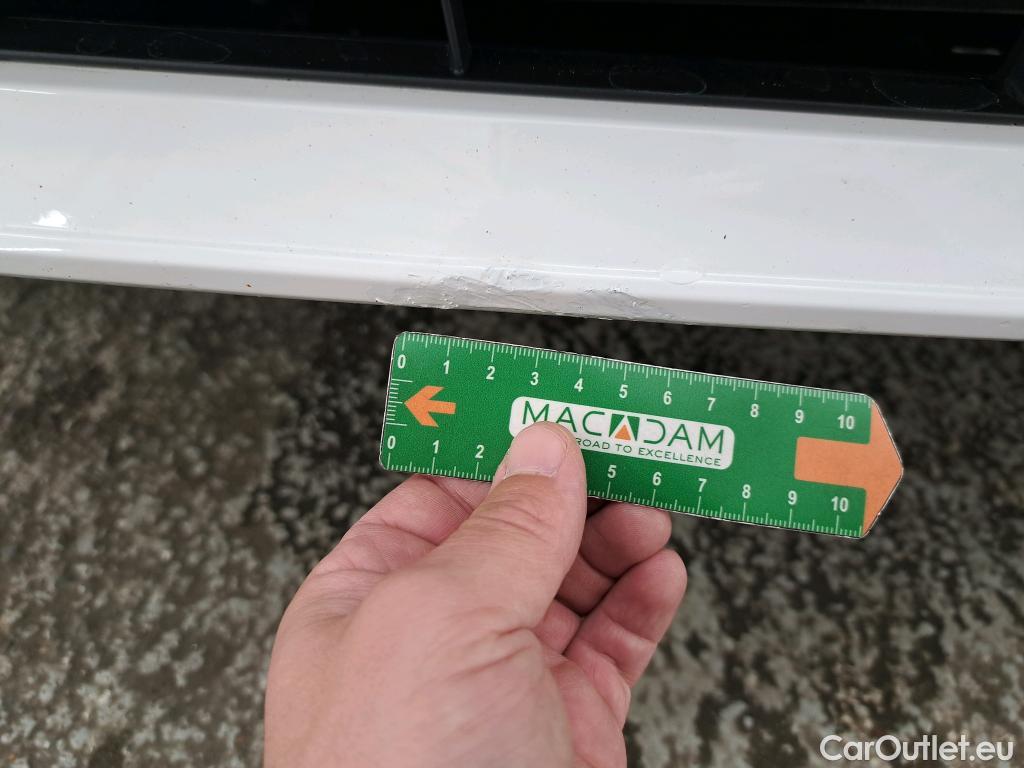 0 1 2 3 4 5 6 7 8 9 10
MACADAM
ROAD TO EXCELLENCE
0 1 2 5 6 7 8 9 10
CarOutlet.eu